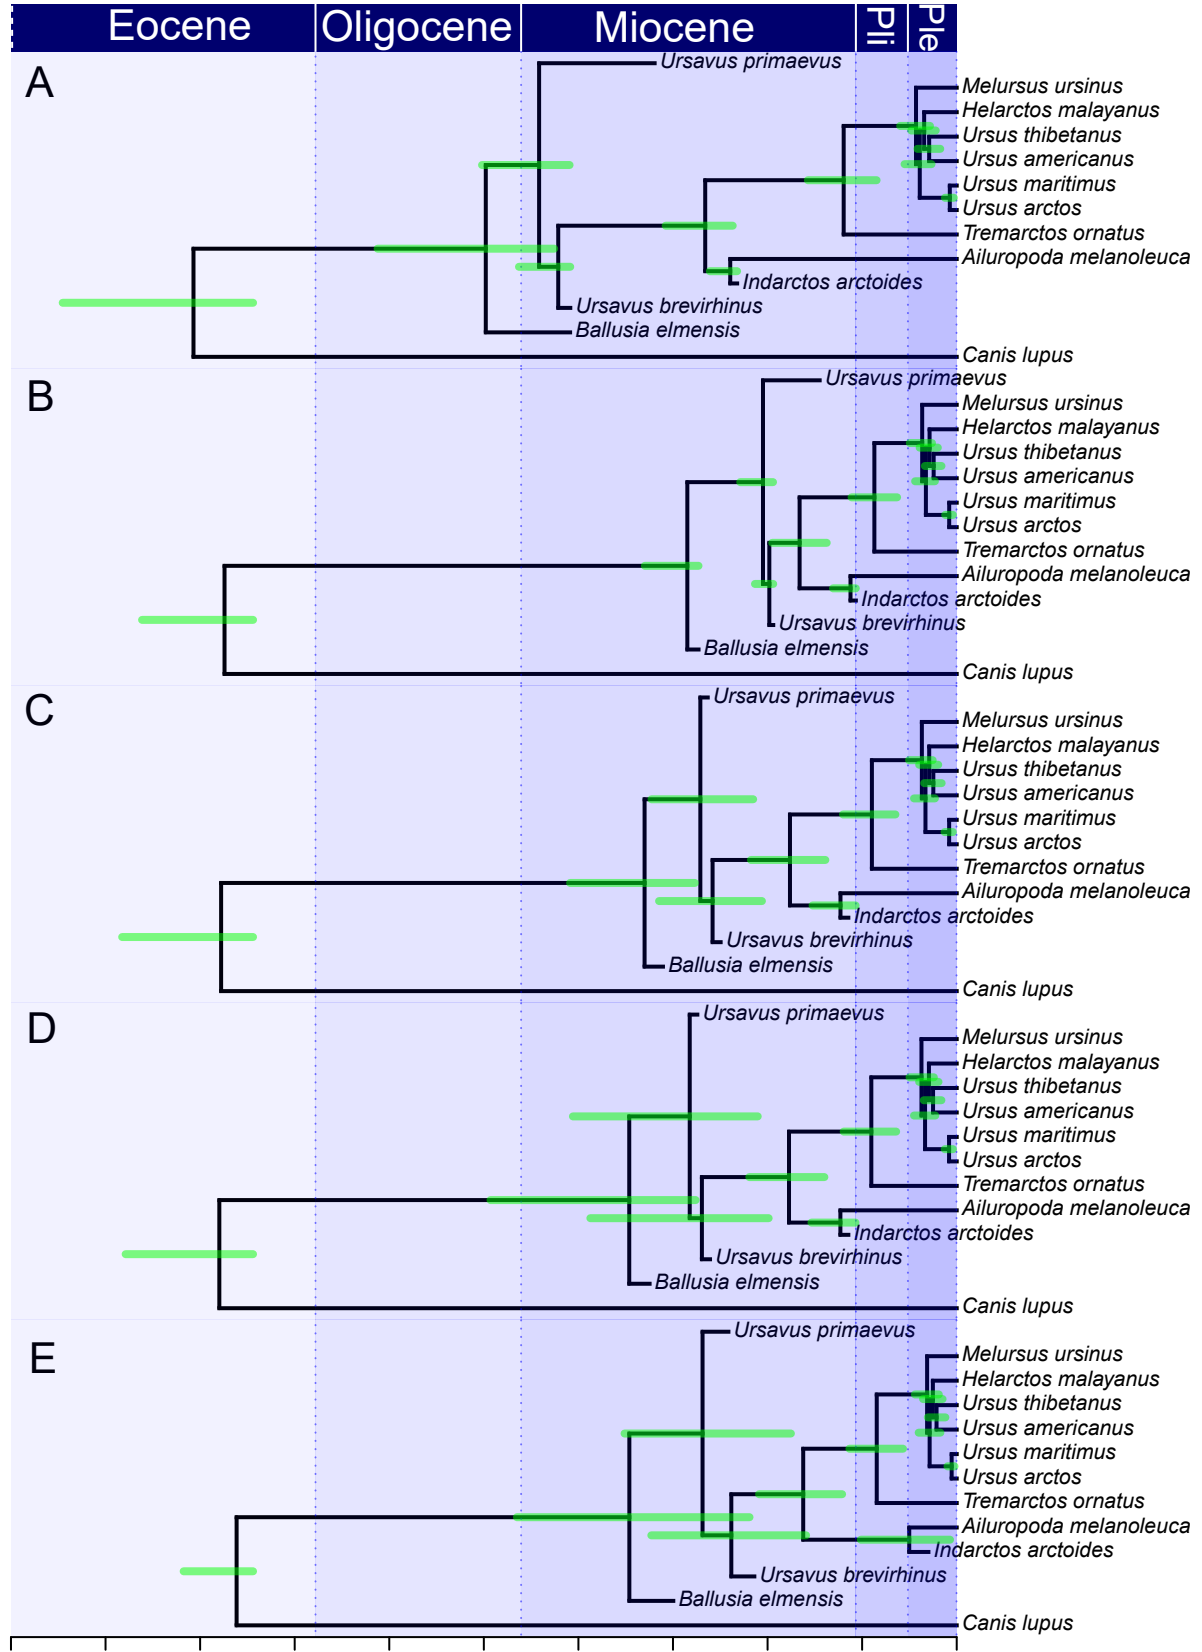 Eocene Oligocene Miocene Pli Ple
A
Ursavus primaevus
Melursus ursinus
Helarctos malayanus
Ursus thibetanus
Ursus americanus
Ursus maritimus
Ursus arctos
Tremarctos ornatus
Ailuropoda melanoleuca
Indarctos arctoides
Ursavus brevirhinus
Ballusia elmensis
Canis lupus
B
Ursavus primaevus
Melursus ursinus
Helarctos malayanus
Ursus thibetanus
Ursus americanus
Ursus maritimus
Ursus arctos
Tremarctos ornatus
Ailuropoda melanoleuca
Indarctos arctoides
Ursavus brevirhinus
Ballusia elmensis
Canis lupus
C
Ursavus primaevus
Melursus ursinus
Helarctos malayanus
Ursus thibetanus
Ursus americanus
Ursus maritimus
Ursus arctos
Tremarctos ornatus
Ailuropoda melanoleuca
Indarctos arctoides
Ursavus brevirhinus
Ballusia elmensis
Canis lupus
D
Ursavus primaevus
Melursus ursinus
Helarctos malayanus
Ursus thibetanus
Ursus americanus
Ursus maritimus
Ursus arctos
Tremarctos ornatus
Ailuropoda melanoleuca
Indarctos arctoides
Ursavus brevirhinus
Ballusia elmensis
Canis lupus
E
Ursavus primaevus
Melursus ursinus
Helarctos malayanus
Ursus thibetanus
Ursus americanus
Ursus maritimus
Ursus arctos
Tremarctos ornatus
Ailuropoda melanoleuca
Indarctos arctoides
Ursavus brevirhinus
Ballusia elmensis
Canis lupus